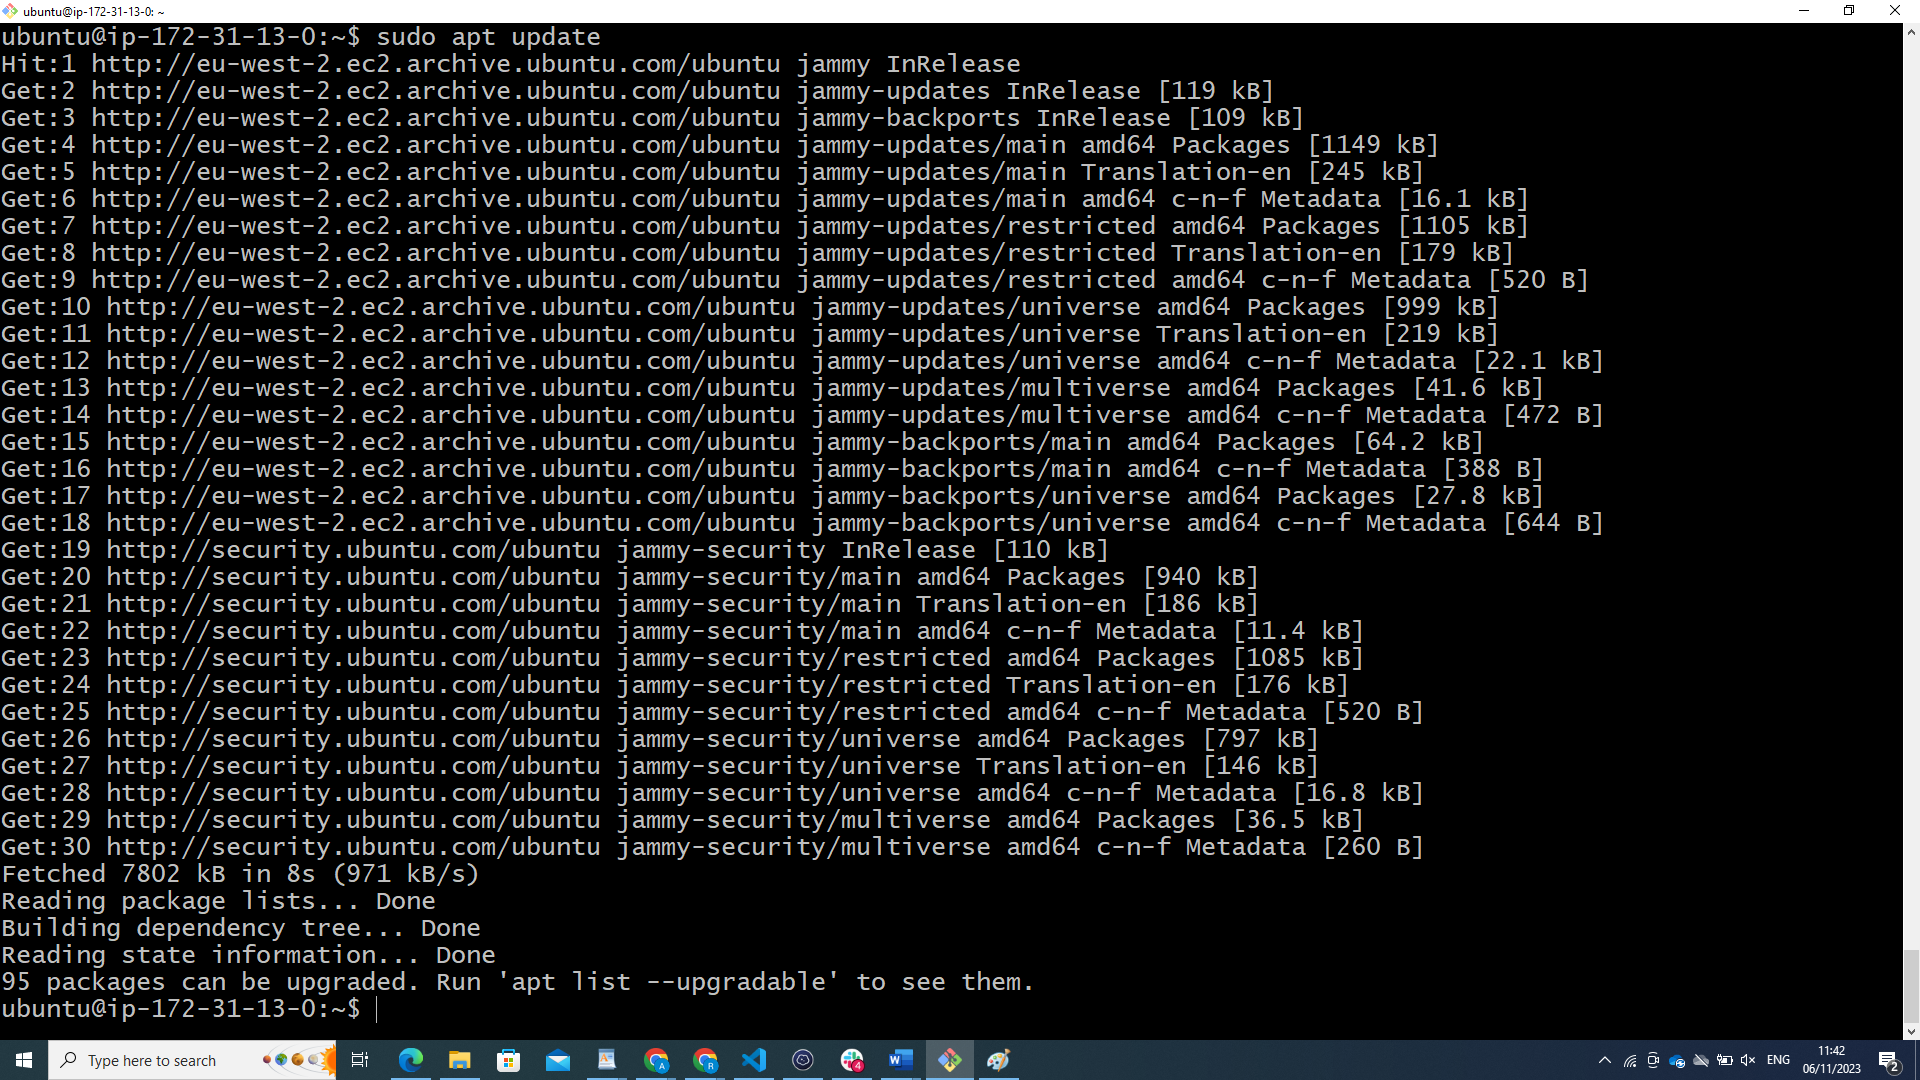 ubuntu@ip-172-31-13-0: ~
ubuntu@ip-172-31-13-0:~$ sudo apt update
Hit:1 http://eu-west-2.ec2.archive.ubuntu.com/ubuntu jammy InRelease
Get:2 http://eu-west-2.ec2.archive.ubuntu.com/ubuntu jammy-updates InRelease [119 kB]
Get:3 http://eu-west-2.ec2.archive.ubuntu.com/ubuntu jammy-backports InRelease [109 kB]
Get:4 http://eu-west-2.ec2.archive.ubuntu.com/ubuntu jammy-updates/main amd64 Packages [1149 kB]
Get:5 http://eu-west-2.ec2.archive.ubuntu.com/ubuntu jammy-updates/main Translation-en [245 kB]
Get:6 http://eu-west-2.ec2.archive.ubuntu.com/ubuntu jammy-updates/main amd64 c-n-f Metadata [16.1 kB]
Get:7 http://eu-west-2.ec2.archive.ubuntu.com/ubuntu jammy-updates/restricted amd64 Packages [1105 kB]
Get:8 http://eu-west-2.ec2.archive.ubuntu.com/ubuntu jammy-updates/restricted Translation-en [179 kB]
Get:9 http://eu-west-2.ec2.archive.ubuntu.com/ubuntu jammy-updates/restricted amd64 c-n-f Metadata [520 B]
Get:10 http://eu-west-2.ec2.archive.ubuntu.com/ubuntu jammy-updates/universe amd64 Packages [999 kB]
Get:11 http://eu-west-2.ec2.archive.ubuntu.com/ubuntu jammy-updates/universe Translation-en [219 kB]
Get:12 http://eu-west-2.ec2.archive.ubuntu.com/ubuntu jammy-updates/universe amd64 c-n-f Metadata [22.1 kB]
Get:13 http://eu-west-2.ec2.archive.ubuntu.com/ubuntu jammy-updates/multiverse amd64 Packages [41.6 kB]
Get:14 http://eu-west-2.ec2.archive.ubuntu.com/ubuntu jammy-updates/multiverse amd64 c-n-f Metadata [472 B]
Get:15 http://eu-west-2.ec2.archive.ubuntu.com/ubuntu jammy-backports/main amd64 Packages [64.2 kB]
Get:16 http://eu-west-2.ec2.archive.ubuntu.com/ubuntu jammy-backports/main amd64 c-n-f Metadata [388 B]
Get:17 http://eu-west-2.ec2.archive.ubuntu.com/ubuntu jammy-backports/universe amd64 Packages [27.8 kB]
Get:18 http://eu-west-2.ec2.archive.ubuntu.com/ubuntu jammy-backports/universe amd64 c-n-f Metadata [644 B]
Get:19 http://security.ubuntu.com/ubuntu jammy-security InRelease [110 kB]
Get:20 http://security.ubuntu.com/ubuntu jammy-security/main amd64 Packages [940 kB]
Get:21 http://security.ubuntu.com/ubuntu jammy-security/main Translation-en [186 kB]
Get:22 http://security.ubuntu.com/ubuntu jammy-security/main amd64 c-n-f Metadata [11.4 kB]
Get:23 http://security.ubuntu.com/ubuntu jammy-security/restricted amd64 Packages [1085 kB]
Get:24 http://security.ubuntu.com/ubuntu jammy-security/restricted Translation-en [176 kB]
Get:25 http://security.ubuntu.com/ubuntu jammy-security/restricted amd64 c-n-f Metadata [520 B]
Get:26 http://security.ubuntu.com/ubuntu jammy-security/universe amd64 Packages [797 kB]
Get:27 http://security.ubuntu.com/ubuntu jammy-security/universe Translation-en [146 kB]
Get:28 http://security.ubuntu.com/ubuntu jammy-security/universe amd64 c-n-f Metadata [16.8 kB]
Get:29 http://security.ubuntu.com/ubuntu jammy-security/multiverse amd64 Packages [36.5 kB]
Get:30 http://security.ubuntu.com/ubuntu jammy-security/multiverse amd64 c-n-f Metadata [260 B]
Fetched 7802 kB in 8s (971 kB/s)
Reading package lists... Done
Building dependency tree... Done
Reading state information... Done
95 packages can be upgraded. Run 'apt list --upgradable' to see them.
ubuntu@ip-172-31-13-0:~$
Type here to search
A
R
4
W
ENG
11:42
06/11/2023
2